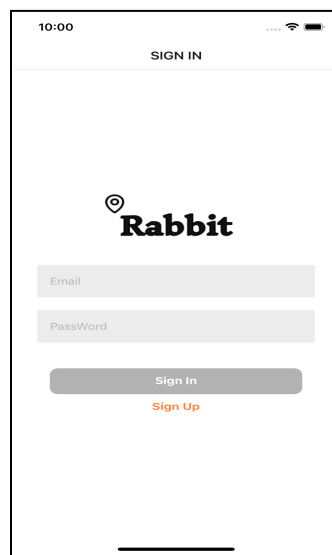 10:00
SIGN IN
Rabbit
Email
PassWord
Sign In
Sign Up